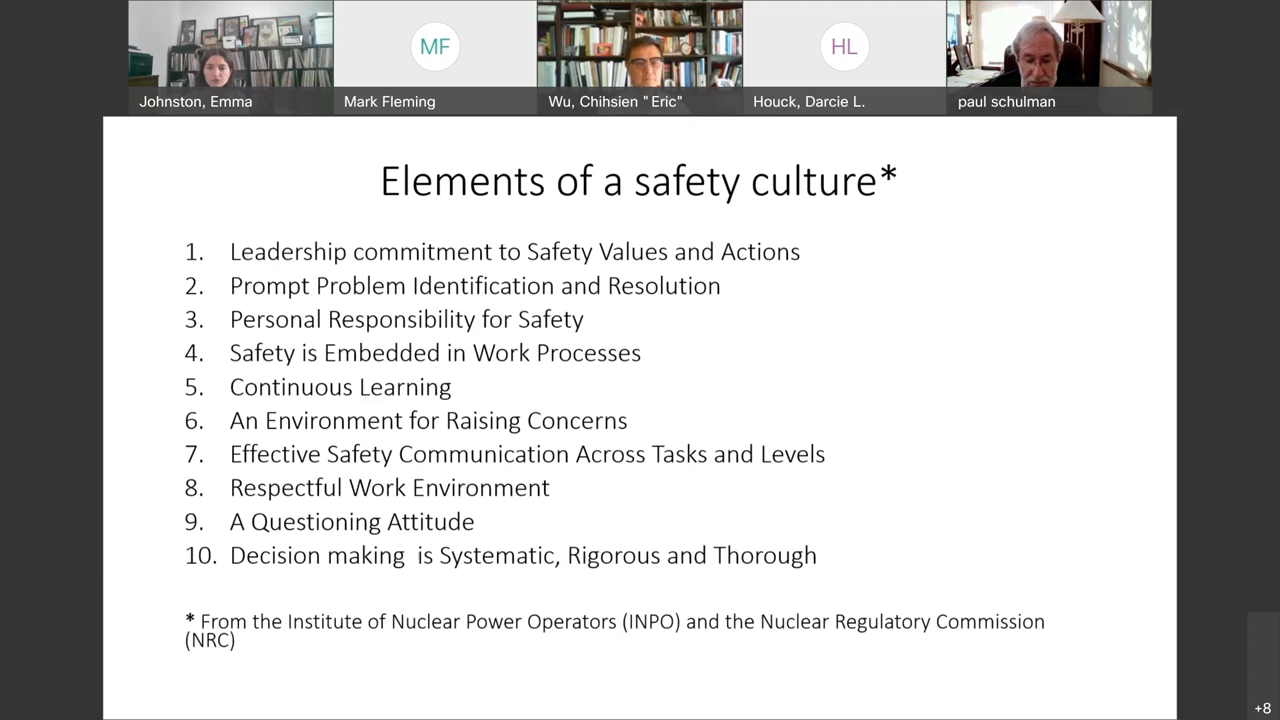 MF
HL
Johnston, Emma
Mark Fleming
Wu, Chihsien "Eric"
Houck, Darcie L.
paul schulman
Elements of a safety culture*
1. Leadership commitment to Safety Values and Actions
2. Prompt Problem Identification and Resolution
3. Personal Responsibility for Safety
4. Safety is Embedded in Work Processes
5. Continuous Learning
6. An Environment for Raising Concerns
7. Effective Safety Communication Across Tasks and Levels
8. Respectful Work Environment
9. A Questioning Attitude
10. Decision making  is Systematic, Rigorous and Thorough
* From the Institute of Nuclear Power Operators (INPO) and the Nuclear Regulatory Commission
(NRC)
+8